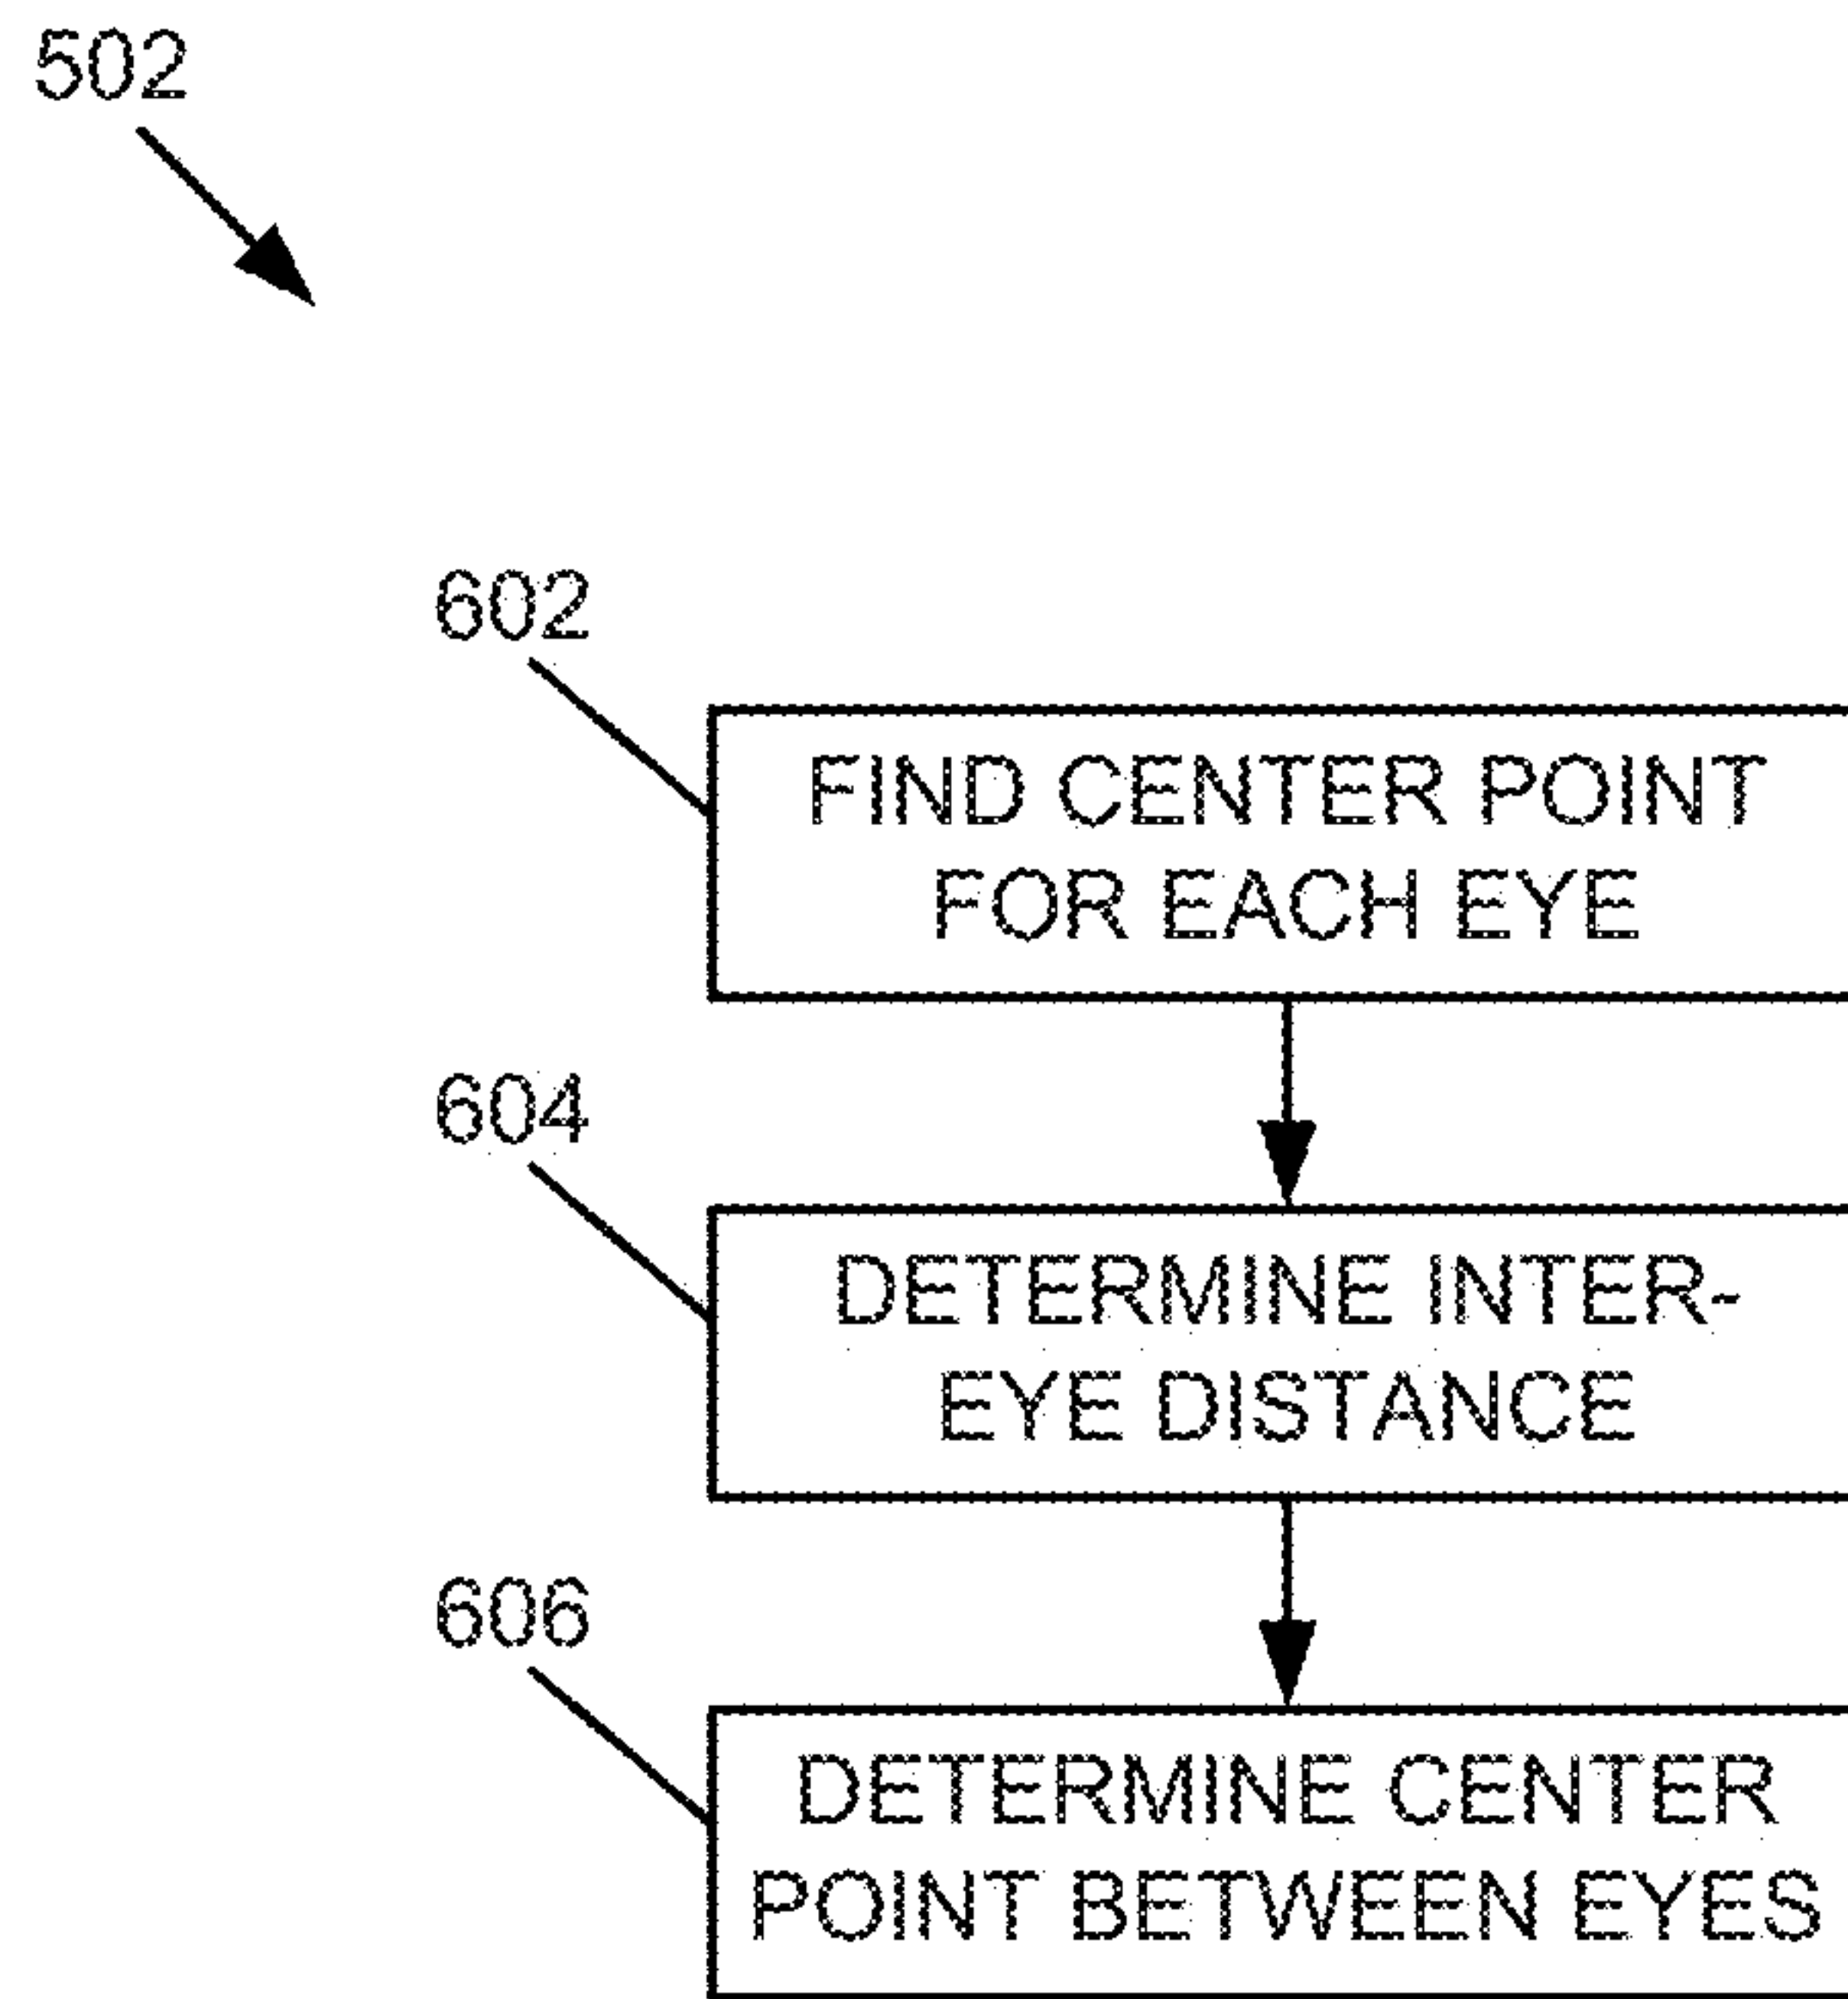 502
602
FIND CENTER POINT
FOR EACH EYE
604
DETERMINE INTER-
EYE DISTANCE
606
DETERMINE CENTER
POINT BETWEEN EYES